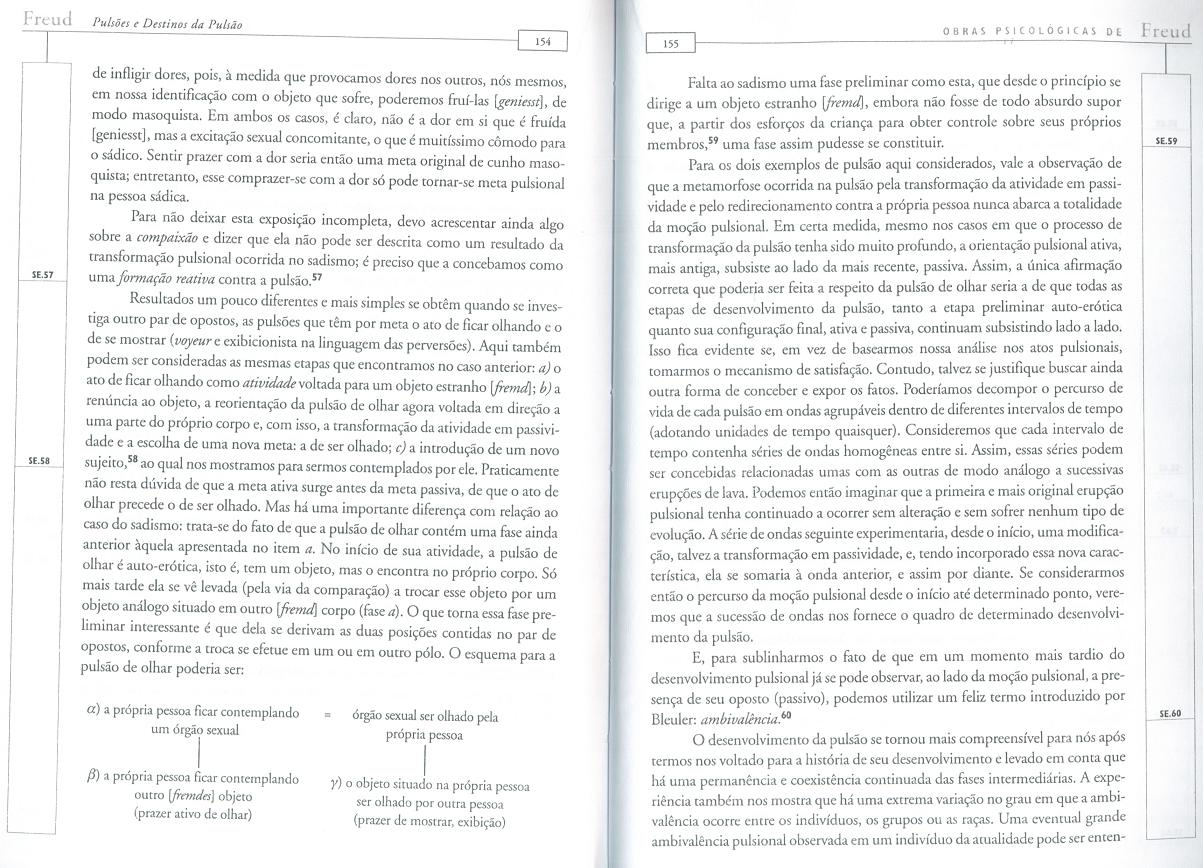 Freud Pulsões e Destinos da Pulsão
154
de infligir dores, pois, à medida que provocamos dores nos outros, nós mesmos,
em nossa identificação com o objeto que sofre, poderemos fruí-las [geniesst], de
modo masoquista. Em ambos os casos, é claro, não é a dor em si que é fruída
[geniesst], mas a excitação sexual concomitante, o que é muitíssimo cômodo para
o sádico. Sentir prazer com a dor seria então uma meta original de cunho maso-
quista; entretanto, esse comprazer-se com a dor só pode tornar-se meta pulsional
na pessoa sádica.
Para não deixar esta exposição incompleta, devo acrescentar ainda algo
sobre a compaixão e dizer que ela não pode ser descrita como um resultado da
transformação pulsional ocorrida no sadismo; é preciso que a concebamos como
SE.57
uma formação reativa contra a pulsão.57
Resultados um pouco diferentes e mais simples se obtêm quando se inves-
tiga outro par de opostos, as pulsões que têm por meta o ato de ficar olhando e o
de se mostrar (voyeur e exibicionista na linguagem das perversões). Aqui também
podem ser consideradas as mesmas etapas que encontramos no caso anterior: a) o
ato de ficar olhando como atividade voltada para um objeto estranho [fremd]; b) a
renúncia ao objeto, a reorientação da pulsão de olhar agora voltada em direção a
uma parte do próprio corpo e, com isso, a transformação da atividade em passivi-
dade e a escolha de uma nova meta: a de ser olhado; c) a introdução de um novo
SE.58
sujeito,58 ao qual nos mostramos para sermos contemplados por ele. Praticamente
não resta dúvida de que a meta ativa surge antes da meta passiva, de que o ato de
olhar precede o de ser olhado. Mas há uma importante diferença com relação ao
caso do sadismo: trata-se do fato de que a pulsão de olhar contém uma fase ainda
anterior àquela apresentada no item a. No início de sua atividade, a pulsão de
olhar é auto-erótica, isto é, tem um objeto, mas o encontra no próprio corpo. Só
mais tarde ela se vê levada (pela via da comparação) a trocar esse objeto por um
objeto análogo situado em outro [fremd] corpo (fase a). O que torna essa fase pre-
liminar interessante é que dela se derivam as duas posições contidas no par de
opostos, conforme a troca se efetue em um ou em outro pólo. O esquema para a
pulsão de olhar poderia ser:
α) a própria pessoa ficar contemplando = órgão sexual ser olhado pela
um órgão sexual própria pessoa
β) a própria pessoa ficar contemplando γ) o objeto situado na própria pessoa
outro [fremdes] objeto ser olhado por outra pessoa
(prazer ativo de olhar) (prazer de mostrar, exibição)
155
OBRAS PSICOLÓGICAS DE Freud
Falta ao sadismo uma fase preliminar como esta, que desde o princípio se
dirige a um objeto estranho [fremd], embora não fosse de todo absurdo supor
que, a partir dos esforços da criança para obter controle sobre seus próprios
membros,59 uma fase assim pudesse se constituir.
SE.59
Para os dois exemplos de pulsão aqui considerados, vale a observação de
que a metamorfose ocorrida na pulsão pela transformação da atividade em passi-
vidade e pelo redirecionamento contra a própria pessoa nunca abarca a totalidade
da moção pulsional. Em certa medida, mesmo nos casos em que o processo de
transformação da pulsão tenha sido muito profundo, a orientação pulsional ativa,
mais antiga, subsiste ao lado da mais recente, passiva. Assim, a única afirmação
correta que poderia ser feita a respeito da pulsão de olhar seria a de que todas as
etapas de desenvolvimento da pulsão, tanto a etapa preliminar auto-erótica
quanto sua configuração final, ativa e passiva, continuam subsistindo lado a lado.
Isso fica evidente se, em vez de basearmos nossa análise nos atos pulsionais,
tomarmos o mecanismo de satisfação. Contudo, talvez se justifique buscar ainda
outra forma de conceber e expor os fatos. Poderíamos decompor o percurso de
vida de cada pulsão em ondas agrupáveis dentro de diferentes intervalos de tempo
(adotando unidades de tempo quaisquer). Consideremos que cada intervalo de
tempo contenha séries de ondas homogêneas entre si. Assim, essas séries podem
ser concebidas relacionadas umas com as outras de modo análogo a sucessivas
erupções de lava. Podemos então imaginar que a primeira e mais original erupção
pulsional tenha continuado a ocorrer sem alteração e sem sofrer nenhum tipo de
evolução. A série de ondas seguinte experimentaria, desde o início, uma modifica-
ção, talvez a transformação em passividade, e, tendo incorporado essa nova carac-
terística, ela se somaria à onda anterior, e assim por diante. Se considerarmos
então o percurso da moção pulsional desde o início até determinado ponto, vere-
mos que a sucessão de ondas nos fornece o quadro de determinado desenvolvi-
mento da pulsão.
E, para sublinharmos o fato de que em um momento mais tardio do
desenvolvimento pulsional já se pode observar, ao lado da moção pulsional, a pre-
sença de seu oposto (passivo), podemos utilizar um feliz termo introduzido por
Bleuler: ambivalência.60
SE.60
O desenvolvimento da pulsão se tornou mais compreensível para nós após
termos nos voltado para a história de seu desenvolvimento e levado em conta que
há uma permanência e coexistência continuada das fases intermediárias. A expe-
riência também nos mostra que há uma extrema variação no grau em que a ambi-
valência ocorre entre os indivíduos, os grupos ou as raças. Uma eventual grande
ambivalência pulsional observada em um indivíduo da atualidade pode ser enten-